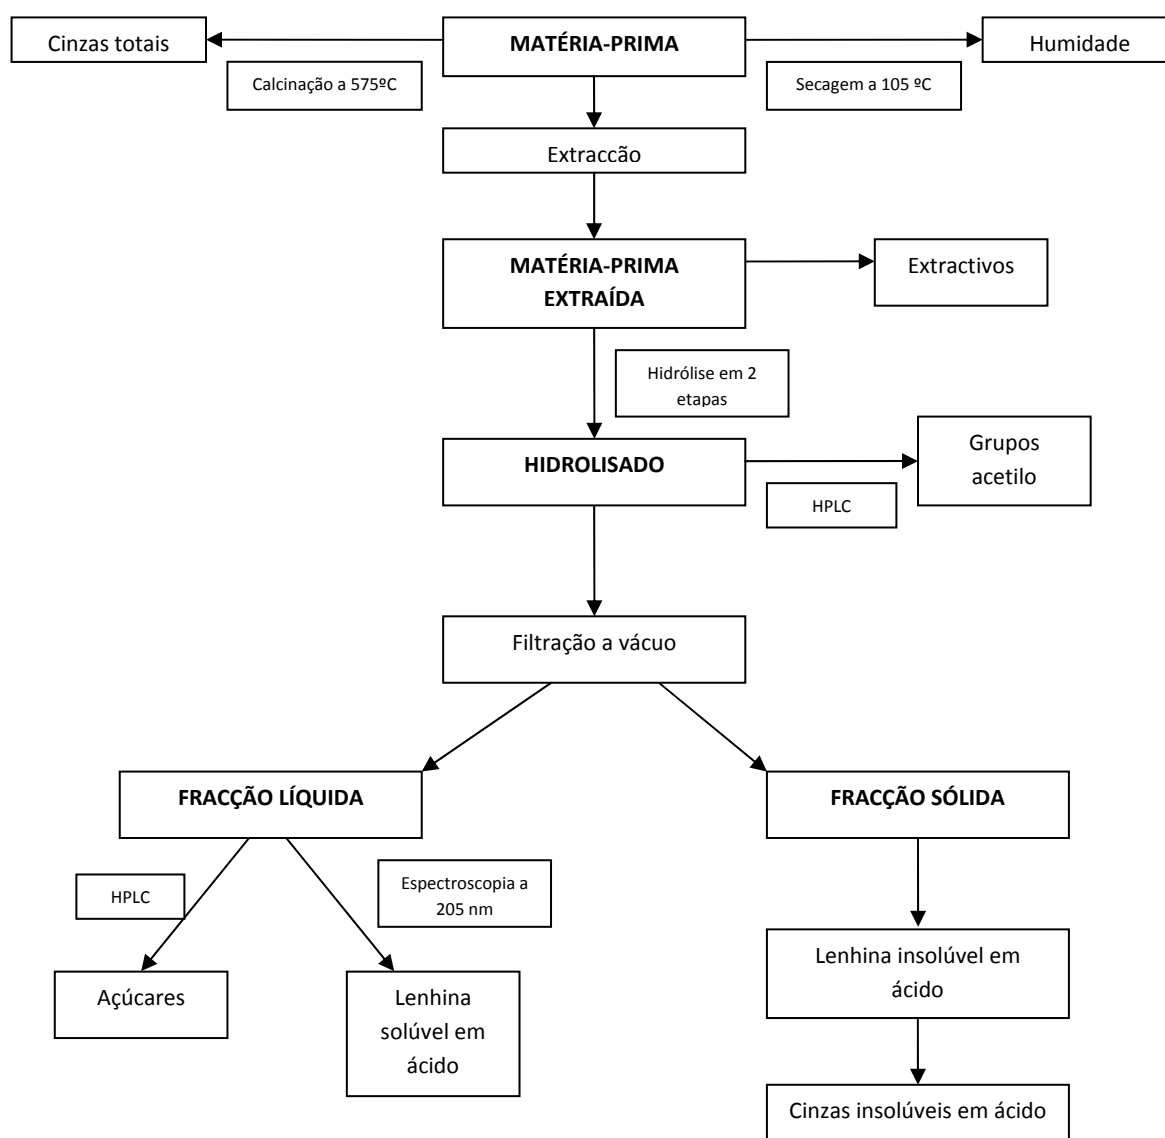 Cinzas totais
MATÉRIA-PRIMA
Humidade
Calcinação a 575ºC
Secagem a 105 ºC
Extraccão
MATÉRIA-PRIMA
EXTRAÍDA
Extractivos
Hidrólise em 2
etapas
HIDROLISADO
Grupos
acetilo
HPLC
Filtração a vácuo
FRACÇÃO LÍQUIDA
FRACÇÃO SÓLIDA
HPLC
Espectroscopia a
205 nm
Açúcares
Lenhina
solúvel em
ácido
Lenhina insolúvel em
ácido
Cinzas insolúveis em ácido